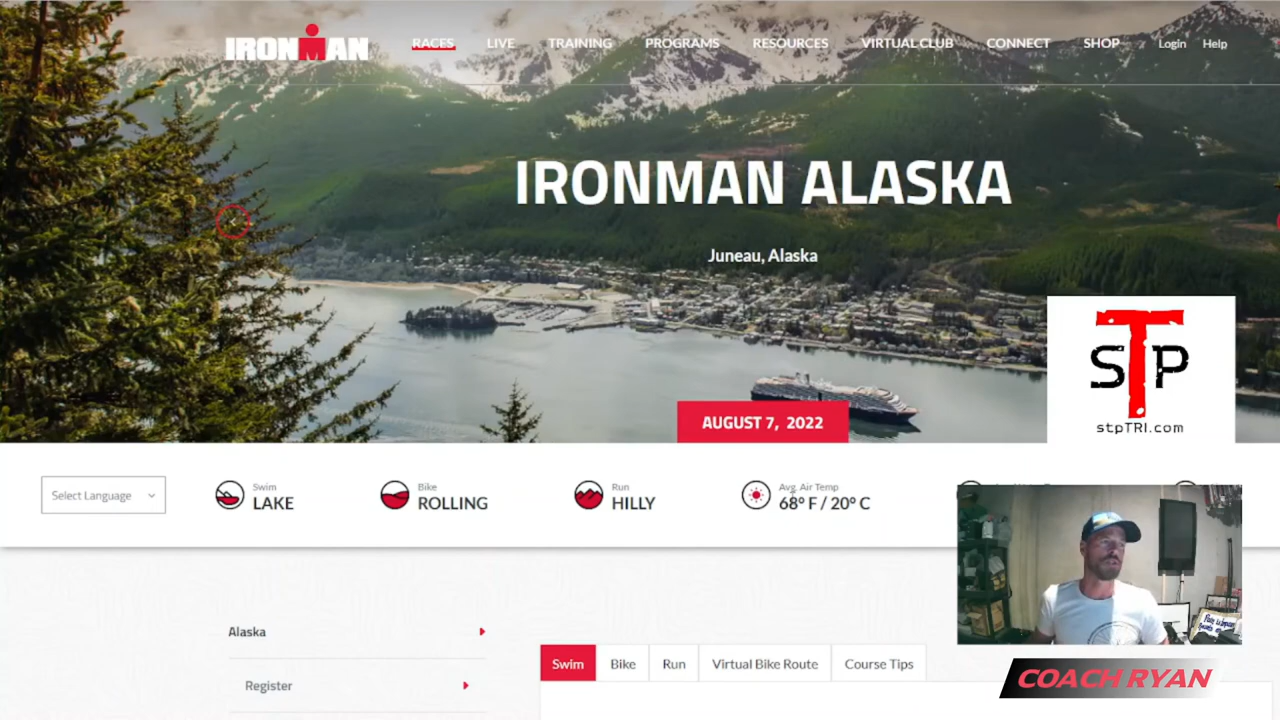 IRONMAN
RACES LIVE TRAINING PROGRAMS RESOURCES VIRTUAL CLUB CONNECT SHOP Login Help
IRONMAN ALASKA
Juneau, Alaska
STP
stpTRI.com
AUGUST 7, 2022
Select Language
Swim
LAKE
Bike
ROLLING
Run
HILLY
Avg. Air Temp
68º F / 20º C
Alaska
Register
Swim Bike Run Virtual Bike Route Course Tips
COACH RYAN